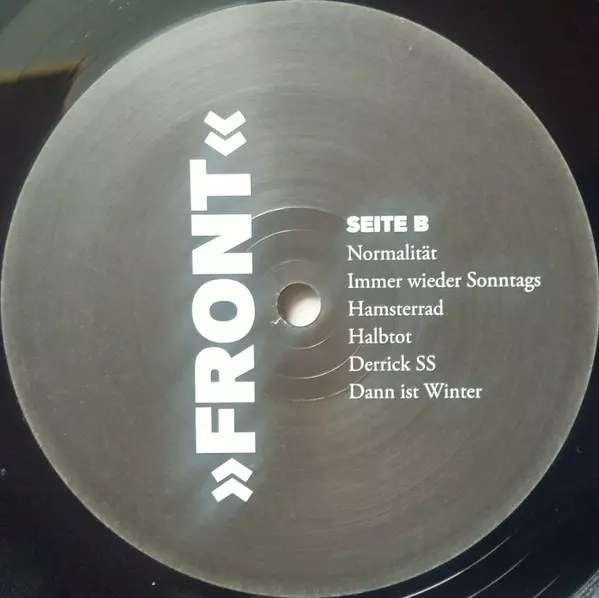 »FRONT«
SEITE B
Normalität
Immer wieder Sonntags
Hamsterrad
Halbtot
Derrick SS
Dann ist Winter